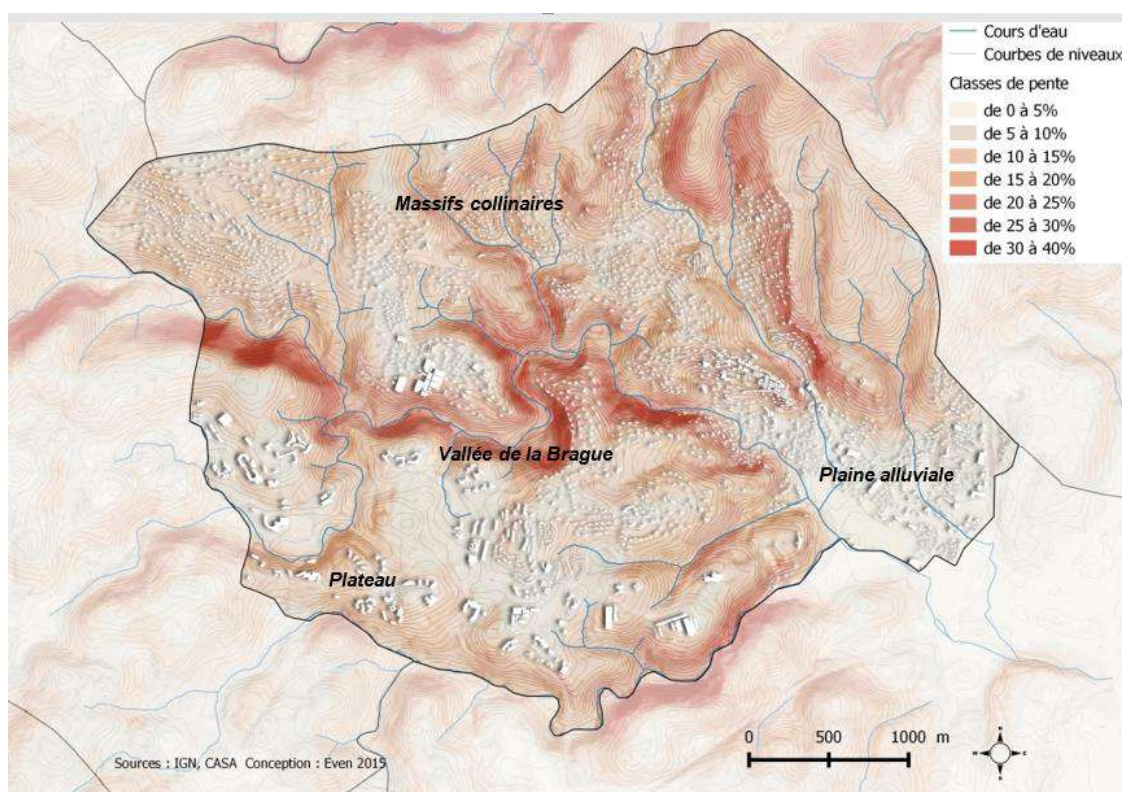 Cours d'eau
Courbes de niveaux
Classes de pente
de 0 à 5%
de 5 à 10%
de 10 à 15%
de 15 à 20%
de 20 à 25%
de 25 à 30%
de 30 à 40%
Massifs collinaires
Vallée de la Brague
Plaine alluviale
Plateau
0 500 1000 m
Sources : IGN, CASA Conception : Even 2015
N
W E
S